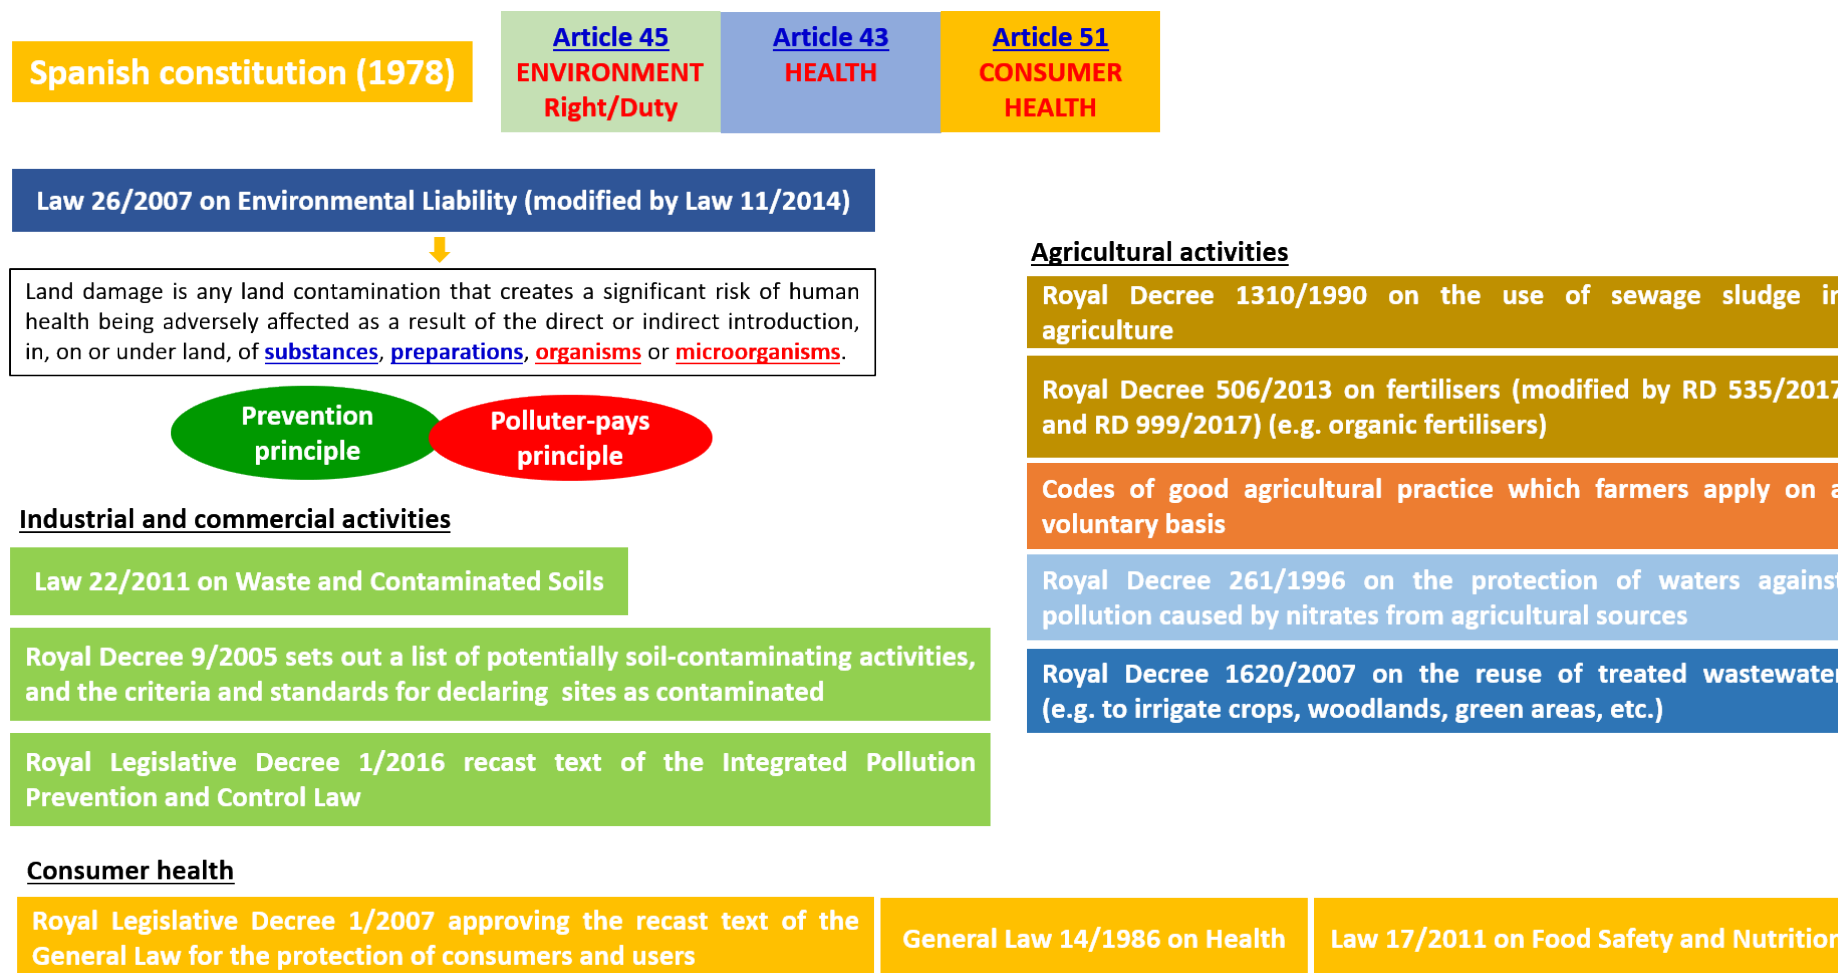 Spanish constitution (1978)
Article 45
ENVIRONMENT
Right/Duty
Article 43
HEALTH
Article 51
CONSUMER
HEALTH
Law 26/2007 on Environmental Liability (modified by Law 11/2014)
Land damage is any land contamination that creates a significant risk of human
health being adversely affected as a result of the direct or indirect introduction,
in, on or under land, of substances, preparations, organisms or microorganisms.
Prevention
principle
Polluter-pays
principle
Industrial and commercial activities
Law 22/2011 on Waste and Contaminated Soils
Royal Decree 9/2005 sets out a list of potentially soil-contaminating activities,
and the criteria and standards for declaring sites as contaminated
Royal Legislative Decree 1/2016 recast text of the Integrated Pollution
Prevention and Control Law
Agricultural activities
Royal Decree 1310/1990 on the use of sewage sludge in
agriculture
Royal Decree 506/2013 on fertilisers (modified by RD 535/2017
and RD 999/2017) (e.g. organic fertilisers)
Codes of good agricultural practice which farmers apply on a
voluntary basis
Royal Decree 261/1996 on the protection of waters against
pollution caused by nitrates from agricultural sources
Royal Decree 1620/2007 on the reuse of treated wastewater
(e.g. to irrigate crops, woodlands, green areas, etc.)
Consumer health
Royal Legislative Decree 1/2007 approving the recast text of the
General Law for the protection of consumers and users
General Law 14/1986 on Health
Law 17/2011 on Food Safety and Nutrition